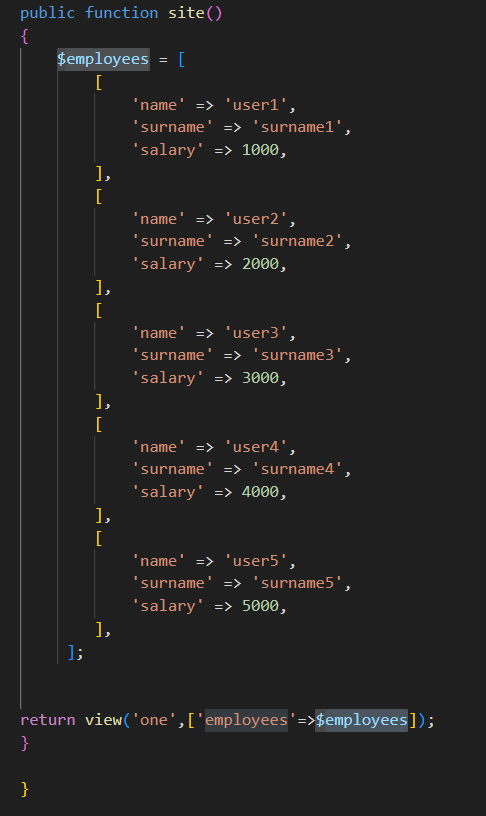 public function site()
{
$employees = [
[
'name' => 'user1',
'surname' => 'surname1',
'salary' => 1000,
],
[
'name' => 'user2',
'surname' => 'surname2',
'salary' => 2000,
],
[
'name' => 'user3',
'surname' => 'surname3',
'salary' => 3000,
],
[
'name' => 'user4',
'surname' => 'surname4',
'salary' => 4000,
],
[
'name' => 'user5',
'surname' => 'surname5',
'salary' => 5000,
],
];
return view('one',['employees'=>$employees]);
}
}